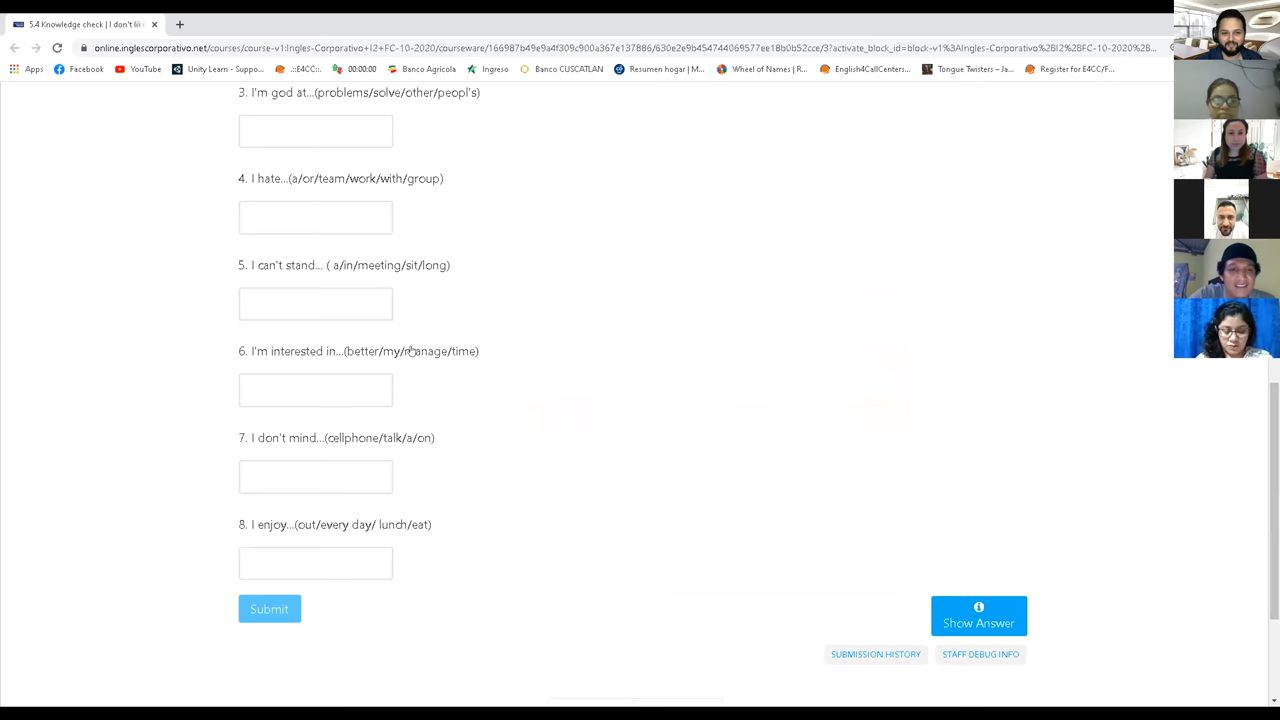 5.4 Knowledge check | I don't lik
online.inglescorporativo.net/courses/course-v1:Ingles-Corporativo+I2+FC-10-2020/courseware/166987b49e9a4f309c900a367e137886/630e2e9b454744069577ee18b0b52cce/3?activate_block_id=block-v1%3AIngles-Corporativo%2BI2%2BFC-10-2020%2B...
Apps Facebook YouTube Unity Learn - Suppo... .::E4CC::. 00:00:00 Banco Agrícola Ingreso Banco CUSCATLAN Resumen hogar | M... Wheel of Names | R... English4CallCenters... Tongue Twisters – Ja... Register for E4CC/F...
3. I'm god at...(problems/solve/other/peopl's)
4. I hate...(a/or/team/work/with/group)
5. I can't stand... ( a/in/meeting/sit/long)
6. I'm interested in...(better/my/manage/time)
7. I don't mind...(cellphone/talk/a/on)
8. I enjoy...(out/every day/ lunch/eat)
Submit
Show Answer
SUBMISSION HISTORY
STAFF DEBUG INFO